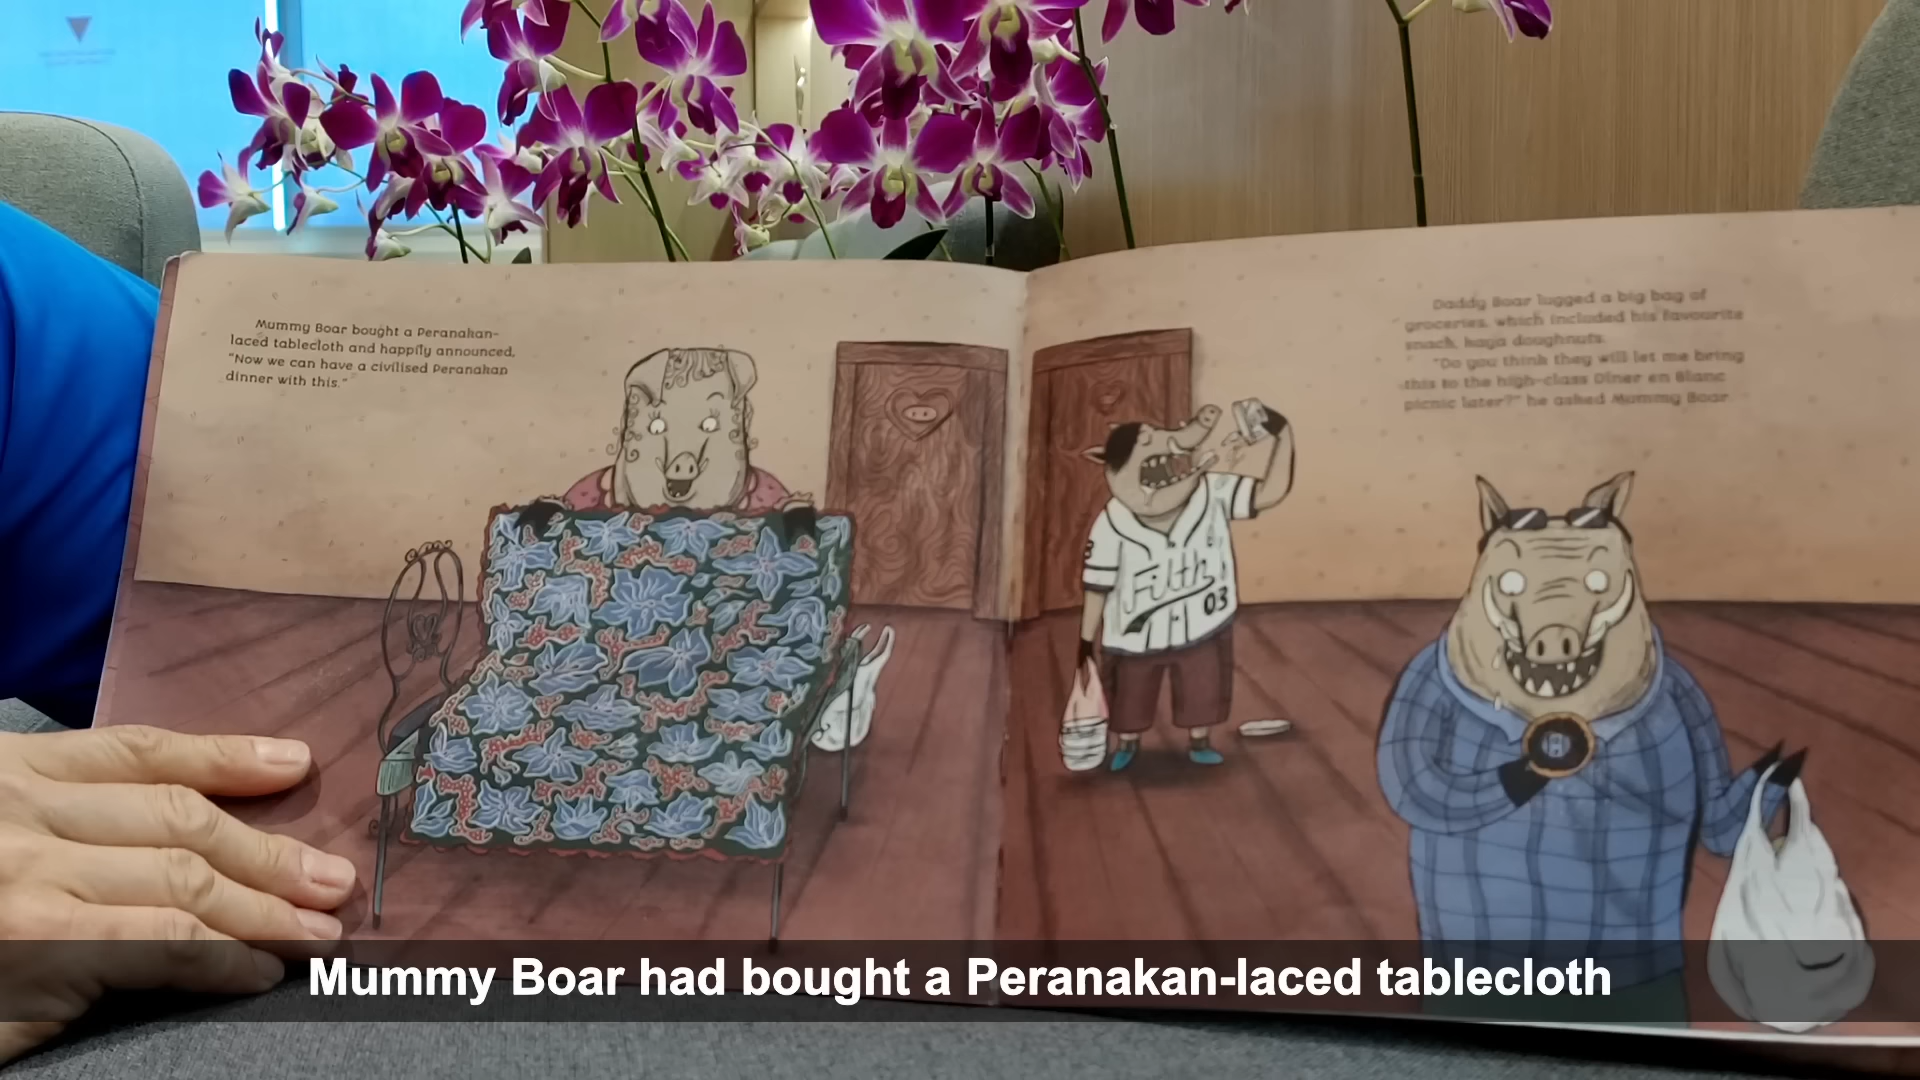 Mummy Boar bought a Peranakan-
laced tablecloth and happily announced,
"Now we can have a civilised Peranakan
dinner with this."
Daddy Boar lugged a big bag of
groceries, which included his favourite
snack, kaya doughnuts.
"Do you think they will let me bring
this to the high-class Diner en Blanc
picnic later?" he asked Mummy Boar.
Filth
03
Mummy Boar had bought a Peranakan-laced tablecloth